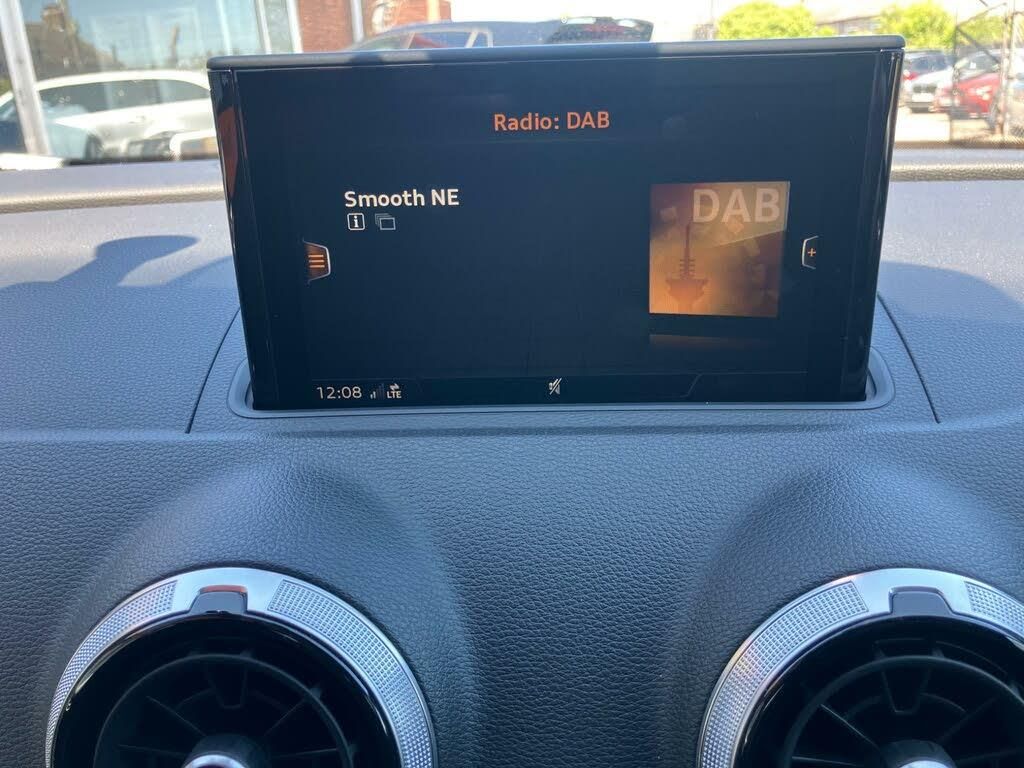 Radio: DAB
Smooth NE
DAB
12:08
LTE